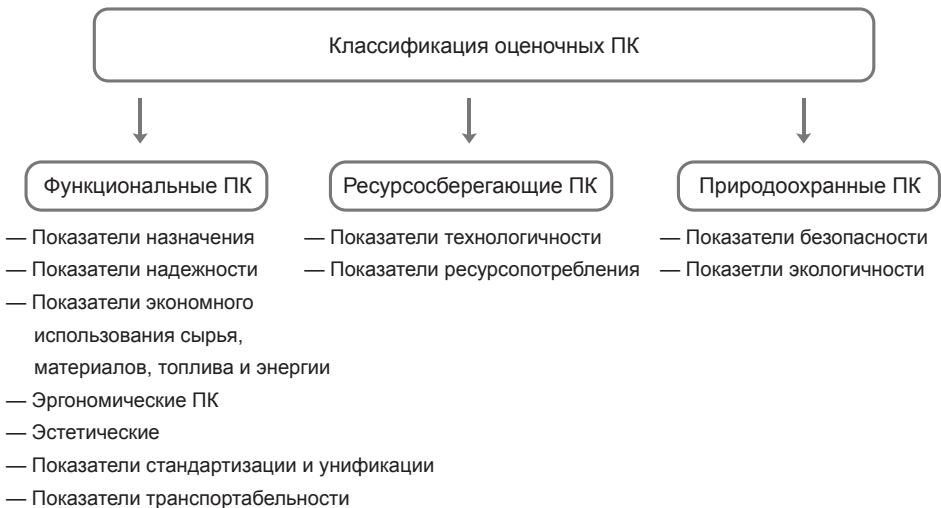 Классификация оценочных ПК
Функциональные ПК
— Показатели назначения
— Показатели надежности
— Показатели экономного
использования сырья,
материалов, топлива и энергии
— Эргономические ПК
— Эстетические
— Показатели стандартизации и унификации
— Показатели транспортабельности
Ресурсосберегающие ПК
— Показатели технологичности
— Показатели ресурсопотребления
Природоохранные ПК
— Показатели безопасности
— Показетли экологичности